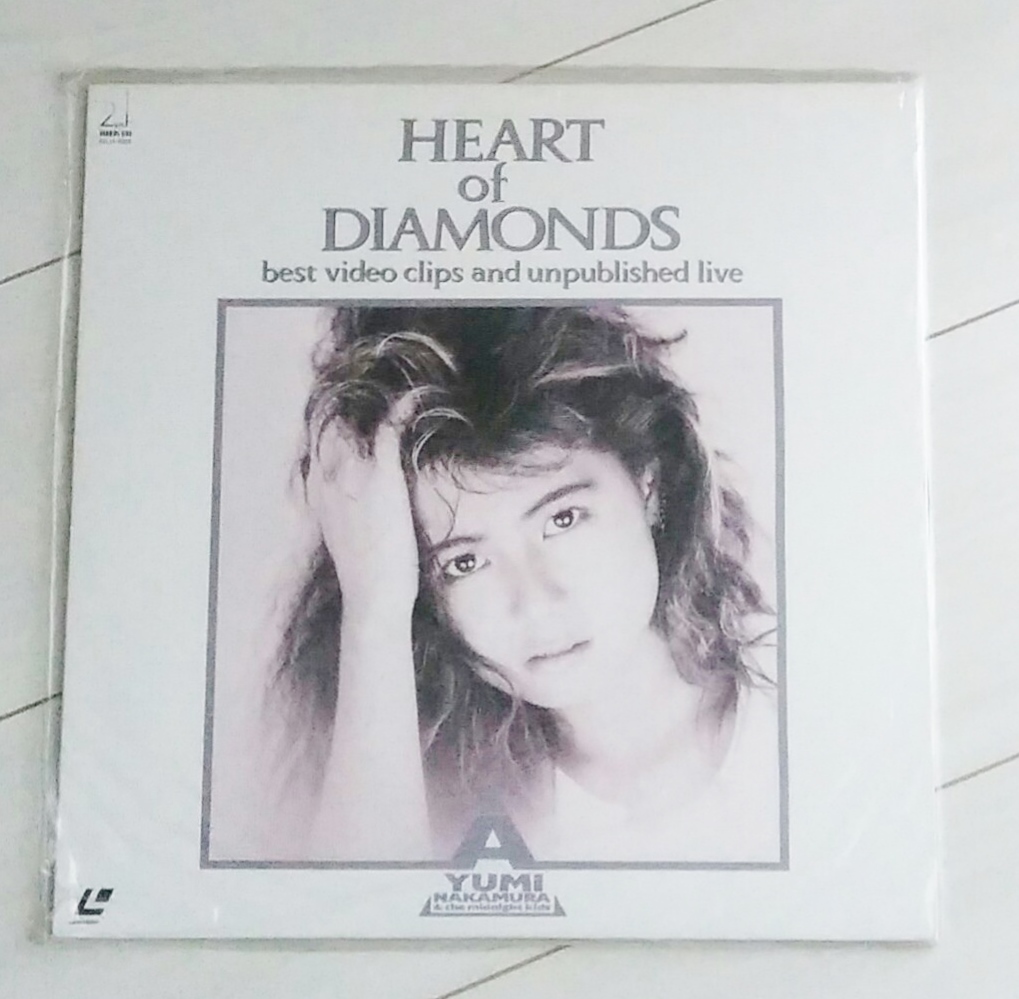 HEART
of
DIAMONDS
best video clips and unpublished live
A
YUMI
NAKAMURA
& the midnight kids